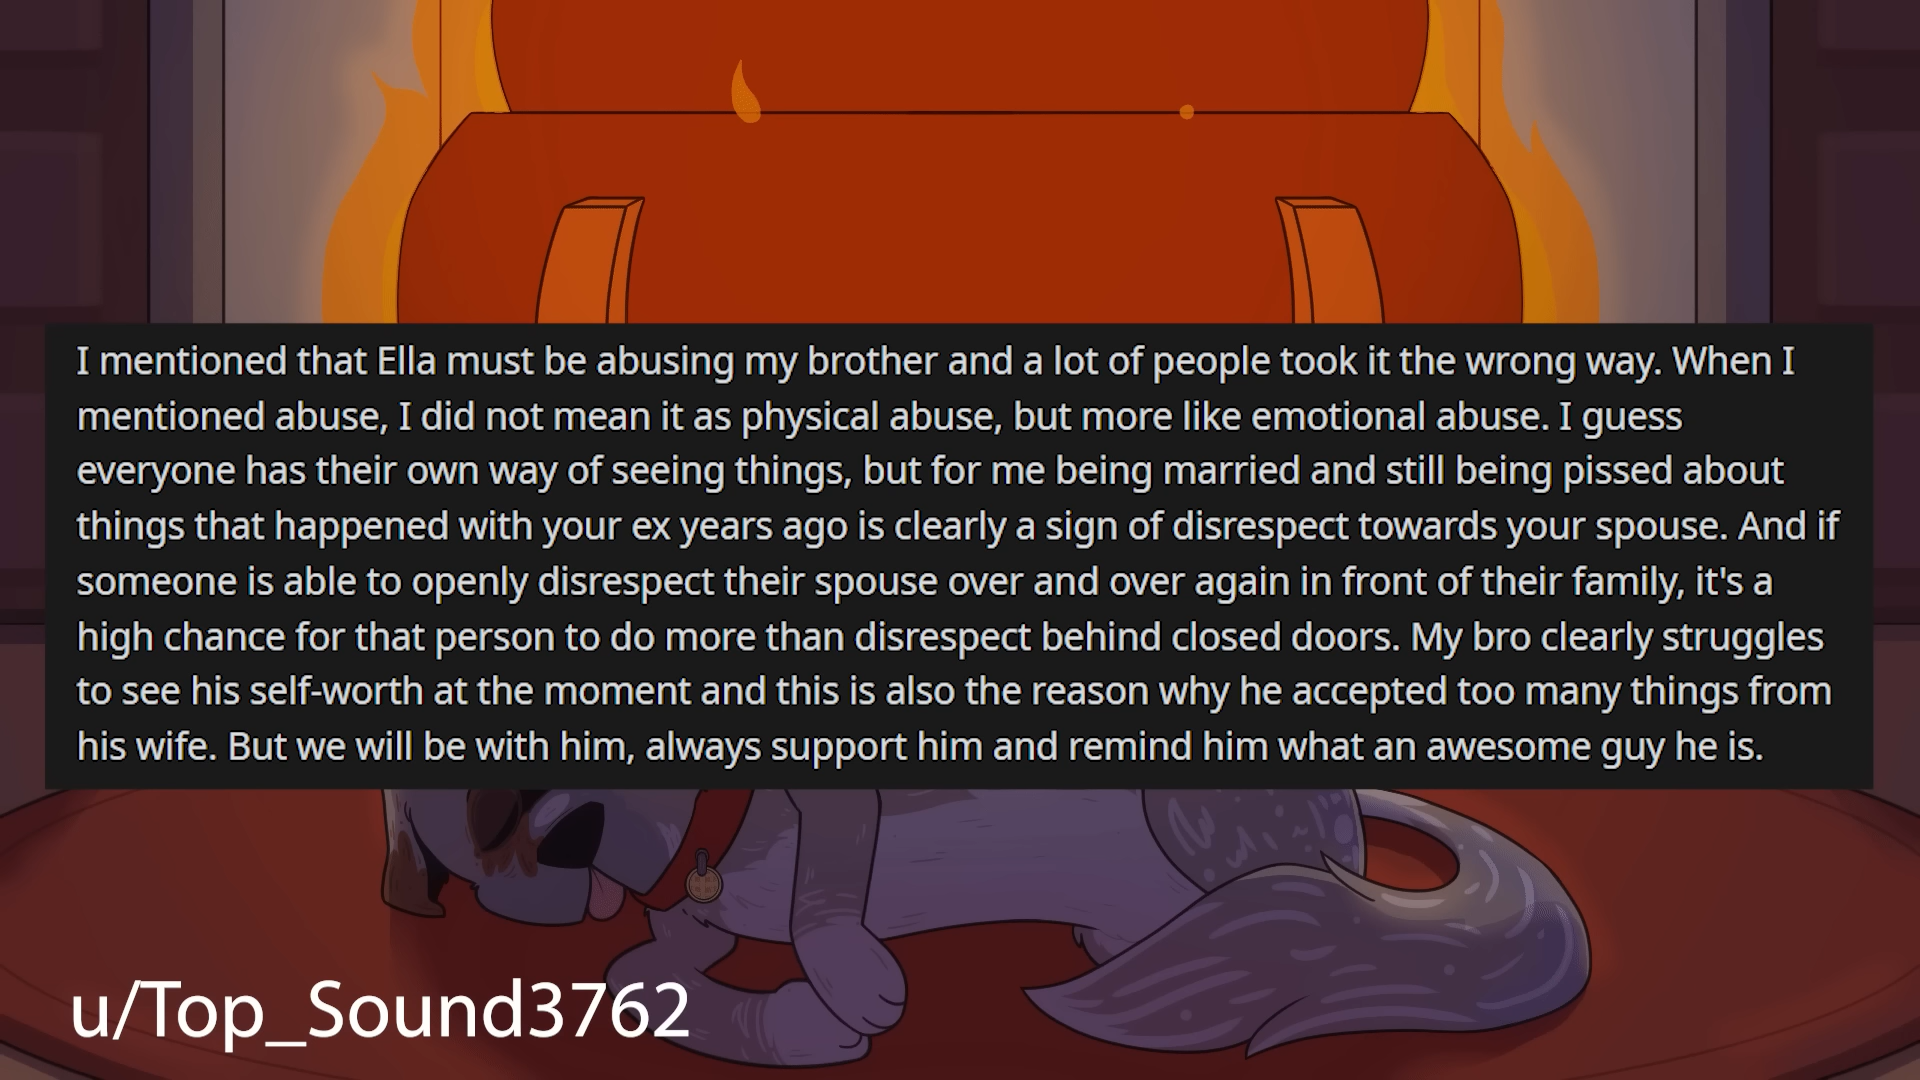 I mentioned that Ella must be abusing my brother and a lot of people took it the wrong way. When I
mentioned abuse, I did not mean it as physical abuse, but more like emotional abuse. I guess
everyone has their own way of seeing things, but for me being married and still being pissed about
things that happened with your ex years ago is clearly a sign of disrespect towards your spouse. And if
someone is able to openly disrespect their spouse over and over again in front of their family, it's a
high chance for that person to do more than disrespect behind closed doors. My bro clearly struggles
to see his self-worth at the moment and this is also the reason why he accepted too many things from
his wife. But we will be with him, always support him and remind him what an awesome guy he is.
u/Top_Sound3762